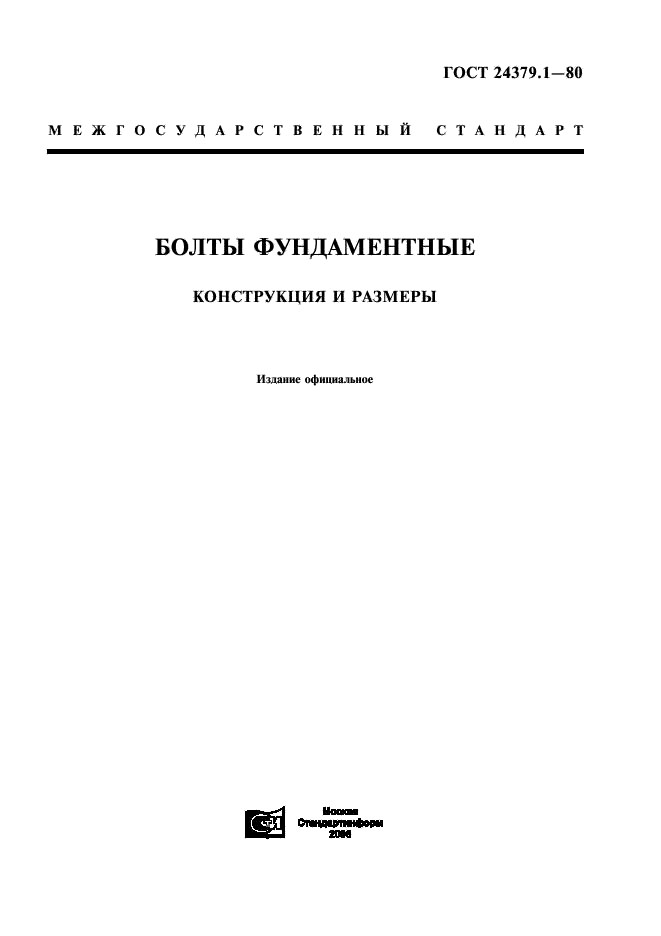 ГОСТ 24379.1—80
МЕЖГОСУДАРСТВЕННЫЙ СТАНДАРТ
БОЛТЫ ФУНДАМЕНТНЫЕ
КОНСТРУКЦИЯ И РАЗМЕРЫ
Издание официальное
Москва
Стандартинформ